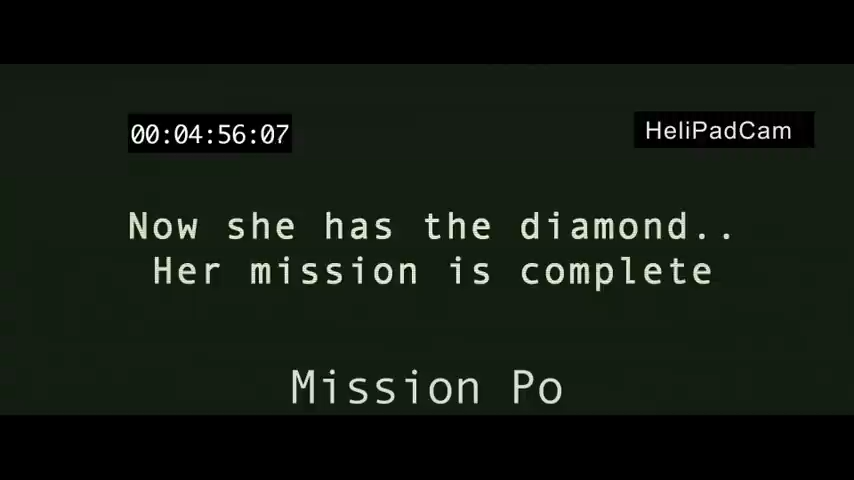 00:04:56:07
HeliPadCam
Now she has the diamond..
Her mission is complete
Mission Po